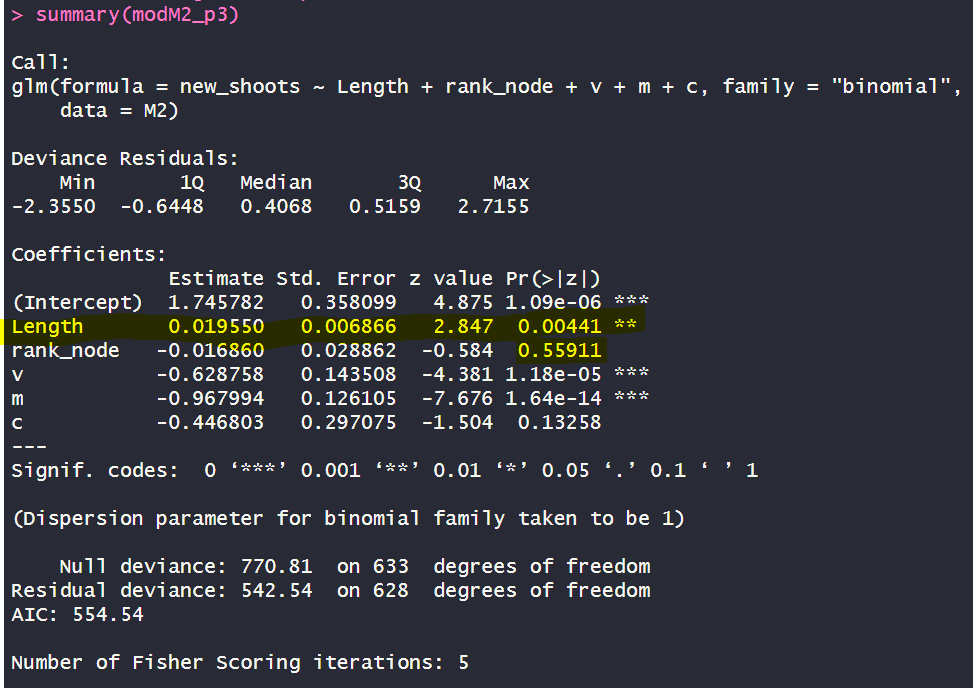 > summary(modM2_p3)
Call:
glm(formula = new_shoots ~ Length + rank_node + v + m + c, family = "binomial",
    data = M2)
Deviance Residuals:
    Min       1Q   Median       3Q      Max
-2.3550  -0.6448   0.4068   0.5159   2.7155
Coefficients:
             Estimate Std. Error z value Pr(>|z|)
(Intercept)  1.745782   0.358099   4.875 1.09e-06 ***
Length       0.019550   0.006866   2.847  0.00441 **
rank_node   -0.016860   0.028862  -0.584  0.55911
v           -0.628758   0.143508  -4.381 1.18e-05 ***
m           -0.967994   0.126105  -7.676 1.64e-14 ***
c           -0.446803   0.297075  -1.504  0.13258
---
Signif. codes:  0 ‘***’ 0.001 ‘**’ 0.01 ‘*’ 0.05 ‘.’ 0.1 ‘ ’ 1
(Dispersion parameter for binomial family taken to be 1)
    Null deviance: 770.81  on 633  degrees of freedom
Residual deviance: 542.54  on 628  degrees of freedom
AIC: 554.54
Number of Fisher Scoring iterations: 5